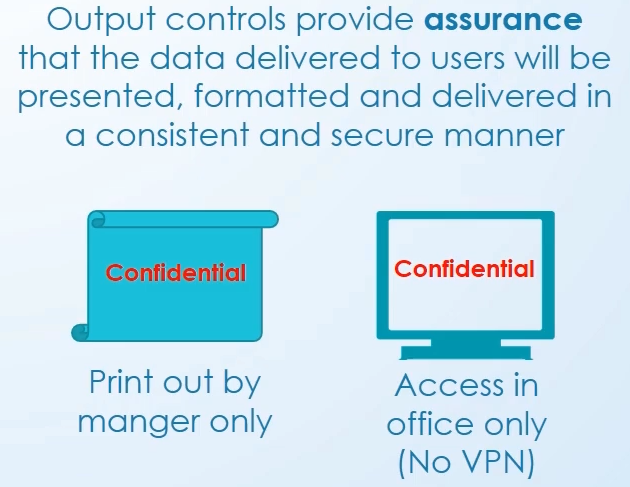 Output controls provide assurance
that the data delivered to users will be
presented, formatted and delivered in
a consistent and secure manner
Confidential
Print out by
manger only
Confidential
Access in
office only
(No VPN)